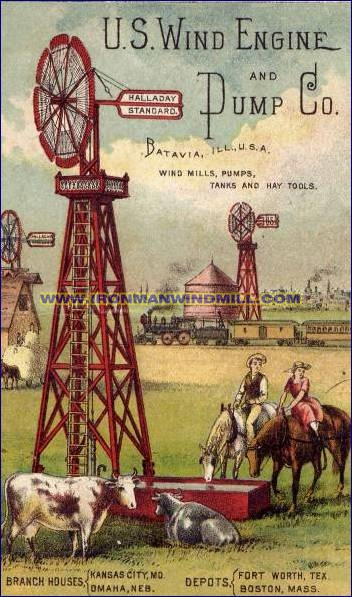 U.S. WIND ENGINE
AND
PUMP CO.
HALLADAY
STANDARD.
BATAVIA, ILL., U.S.A.
WIND MILLS, PUMPS,
TANKS AND HAY TOOLS.
WWW.IRONMANWINDMILL.COM
BRANCH HOUSES, { KANSAS CITY, MO.
OMAHA, NEB.
DEPOTS, { FORT WORTH, TEX.
BOSTON, MASS.